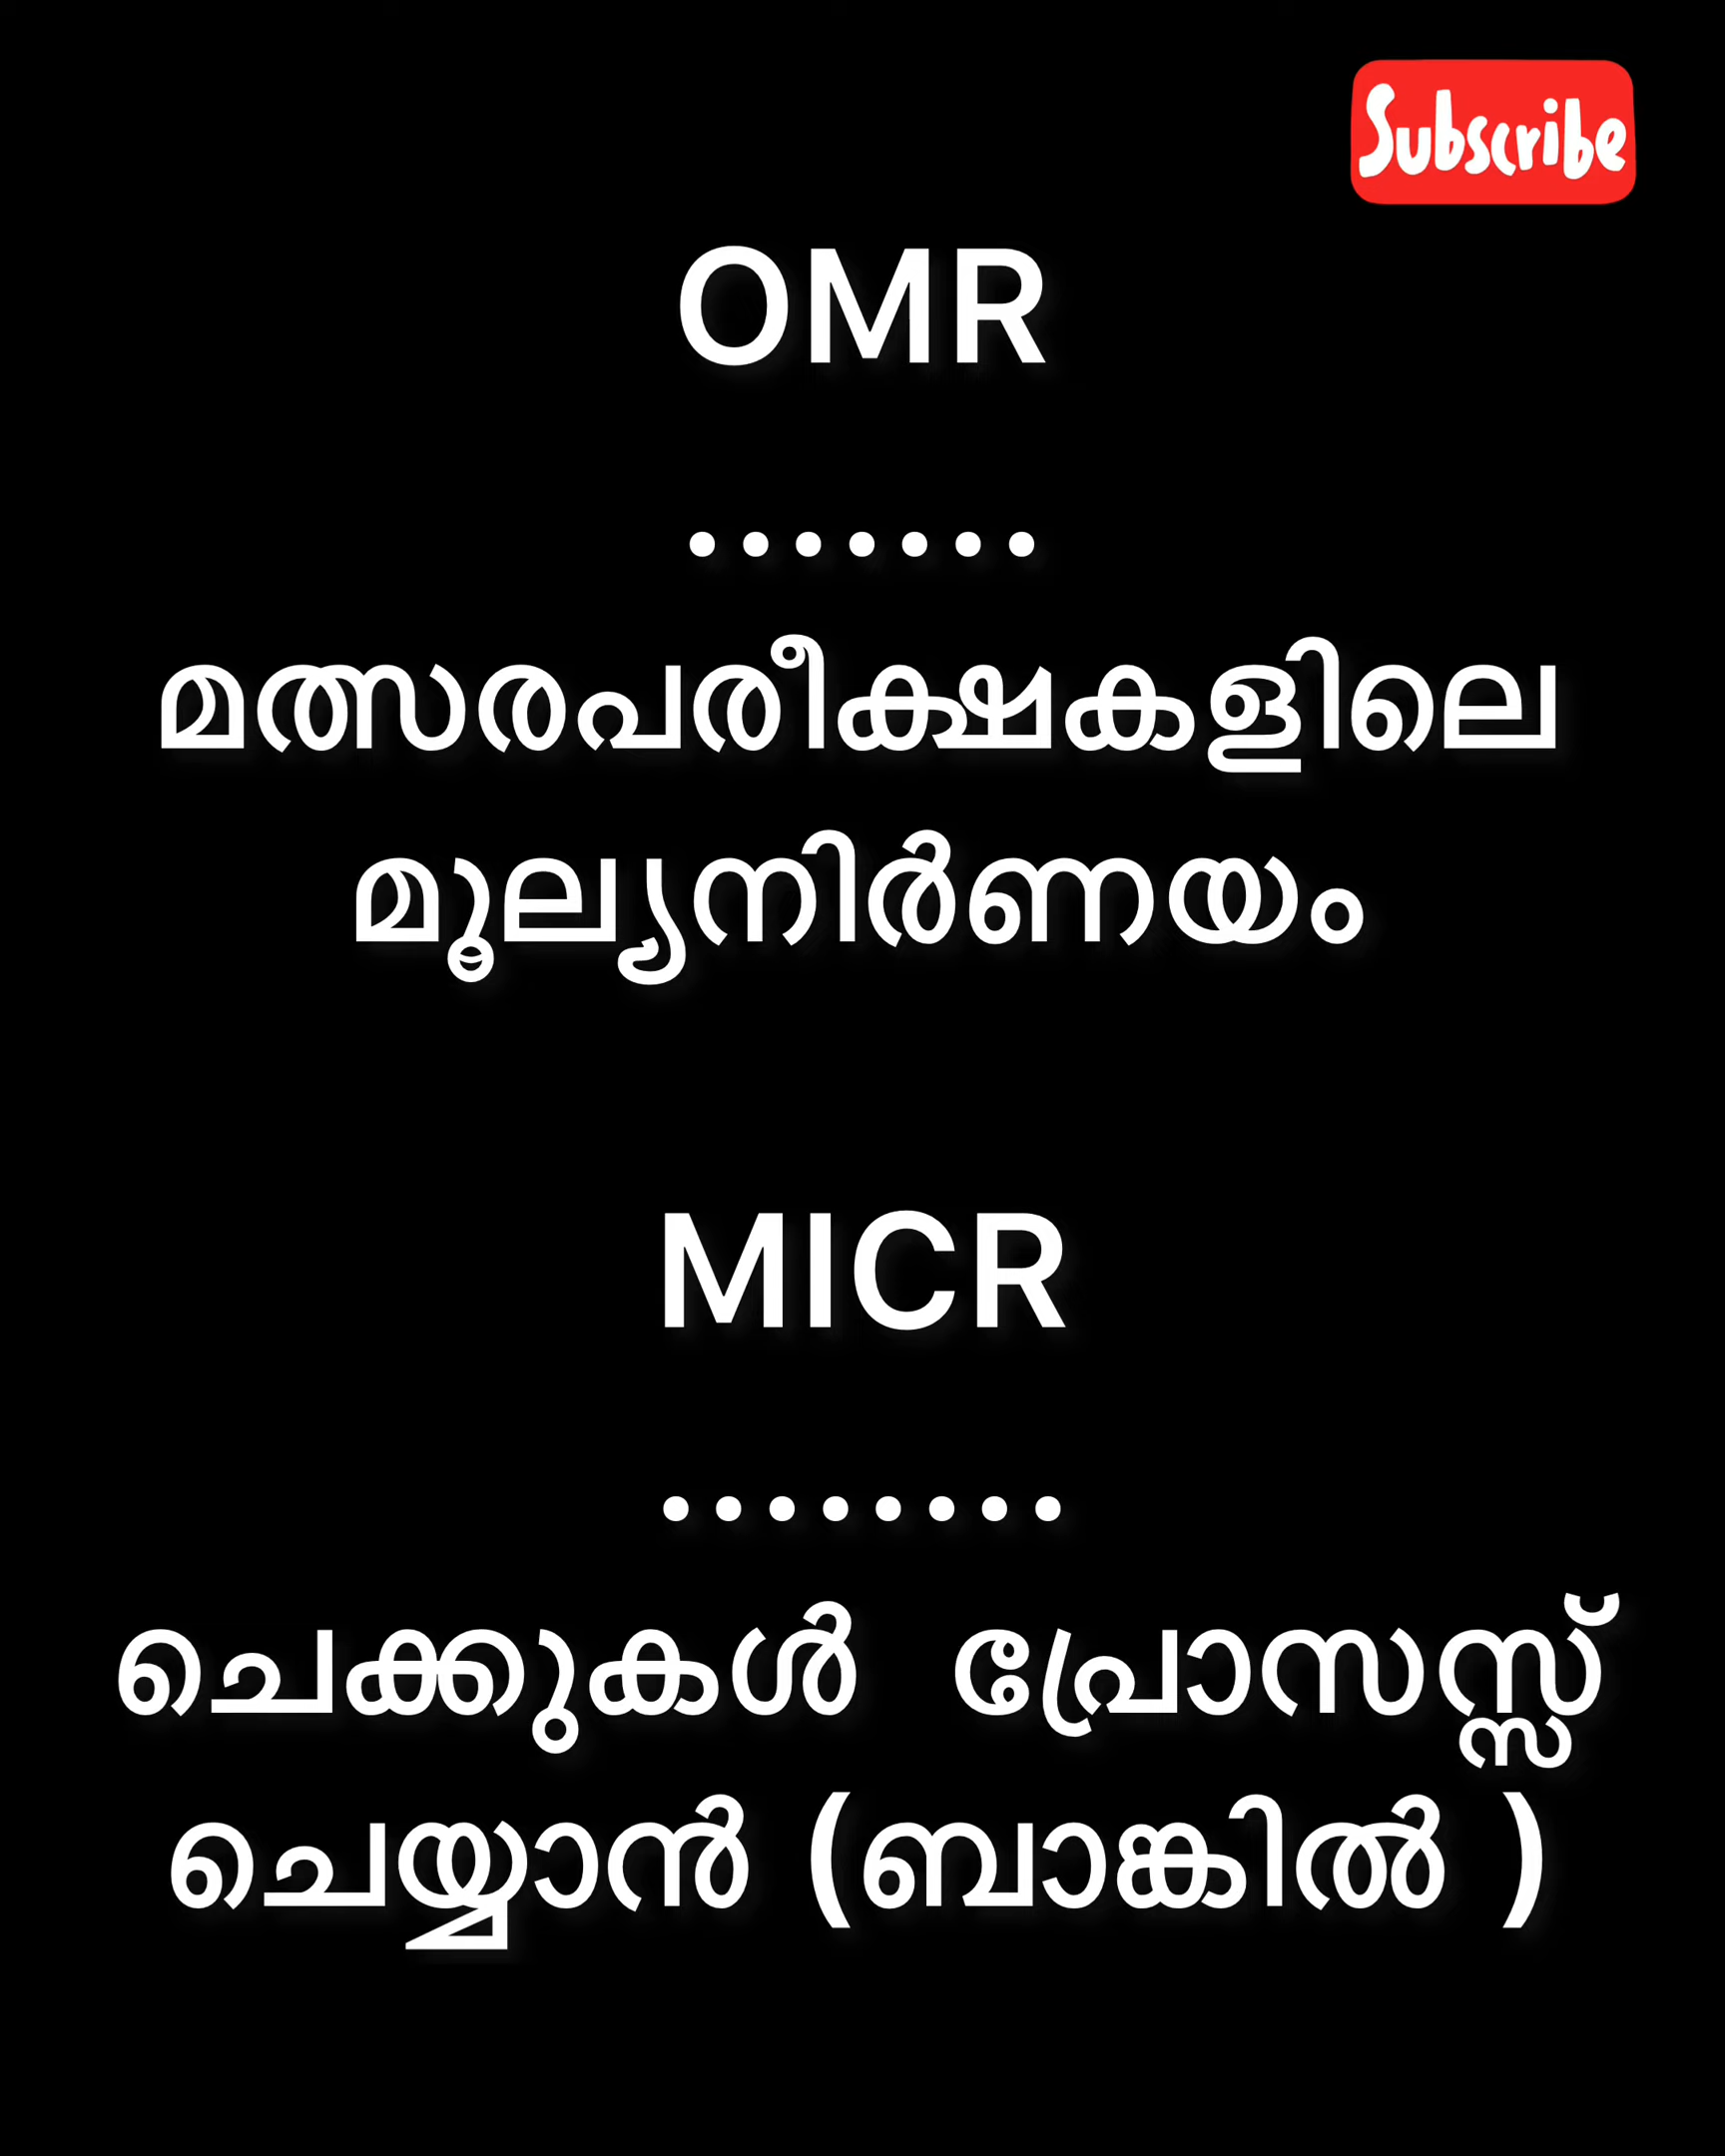 Subscribe
OMR
.......
മത്സരപരീക്ഷകളിലെ
മൂല്യനിർണയം
MICR
........
ചെക്കുകൾ പ്രോസസ്സ്
ചെയ്യാൻ (ബാങ്കിൽ )